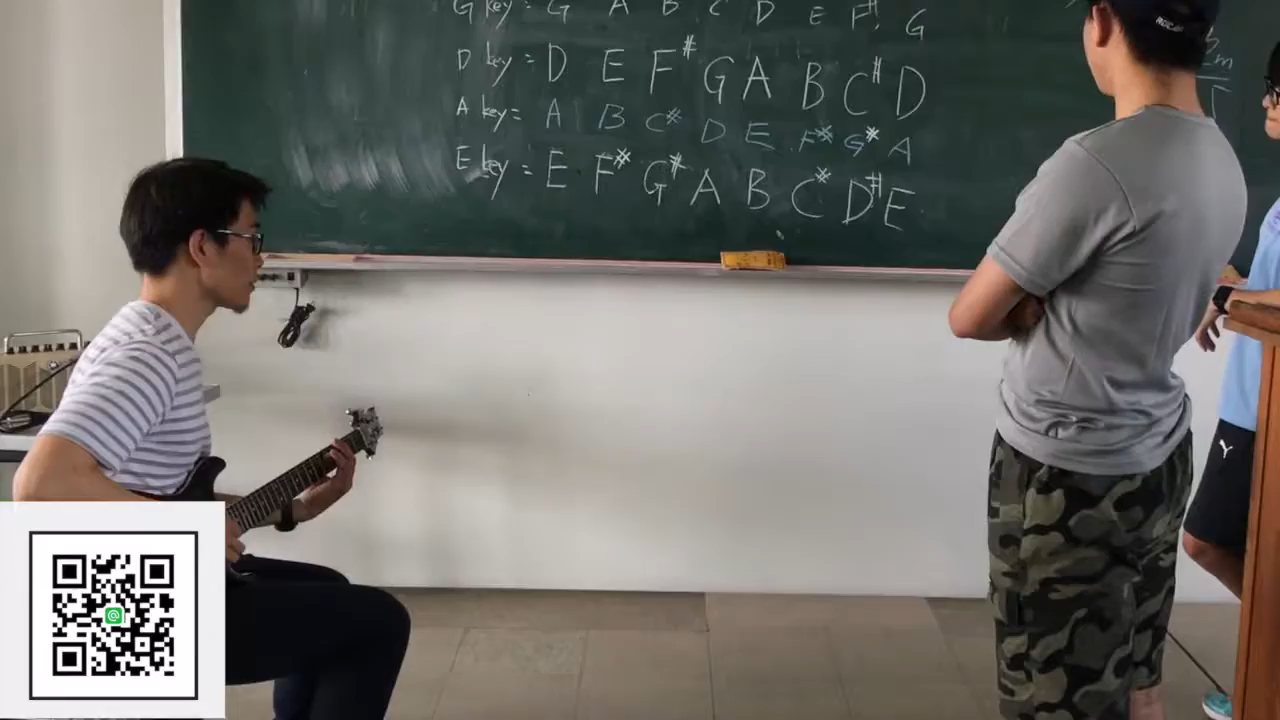 G key = G A B C D E F# G
D key = D E F# G A B C# D
A key = A B C# D E F# G# A
E key = E F# G# A B C# D# E